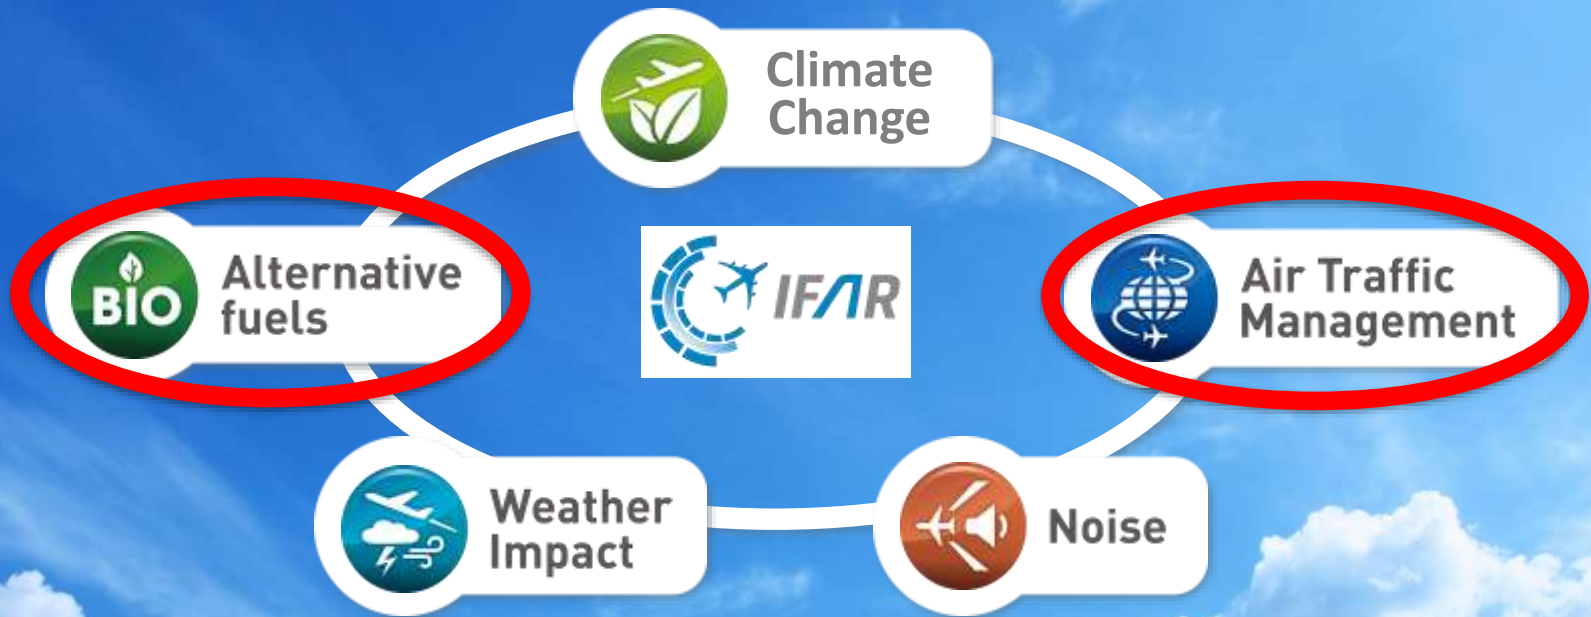 Climate
Change
BIO
Alternative
fuels
IFAR
Air Traffic
Management
Weather
Impact
Noise